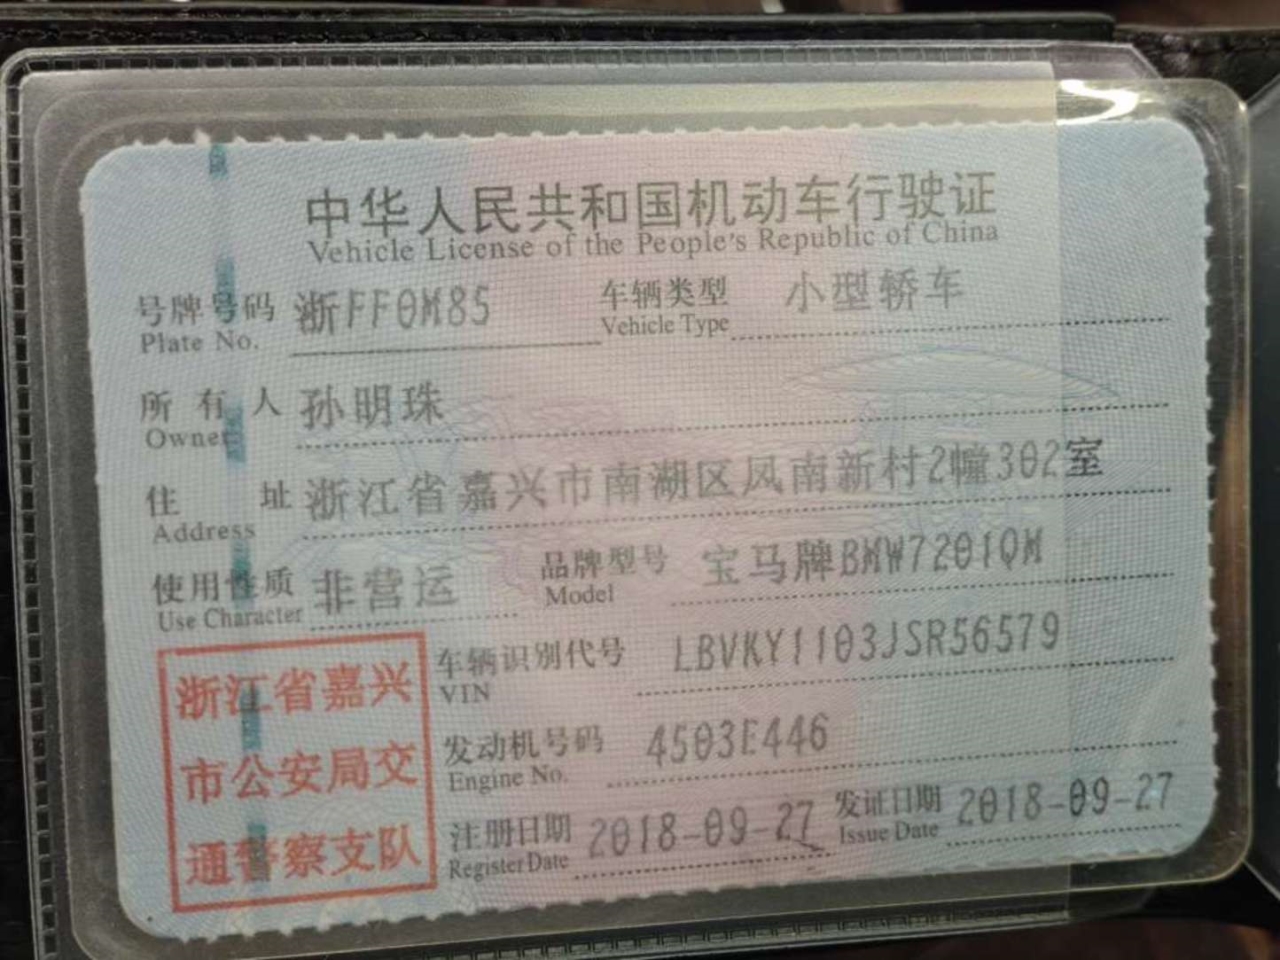 中华人民共和国机动车行驶证
Vehicle License of the People's Republic of China
号牌号码 浙FF0M85 车辆类型 小型轿车
Plate No. Vehicle Type
所有人 孙明珠
Owner
住址 浙江省嘉兴市南湖区凤南新村2幢302室
Address
使用性质 非营运 品牌型号 宝马牌BMW7201QM
Use Character Model
车辆识别代号 LBVKY1103JSR56579
VIN
发动机号码 4503E446
Engine No.
注册日期 2018-09-27 发证日期 2018-09-27
Register Date Issue Date
浙江省嘉兴
市公安局交
通警察支队